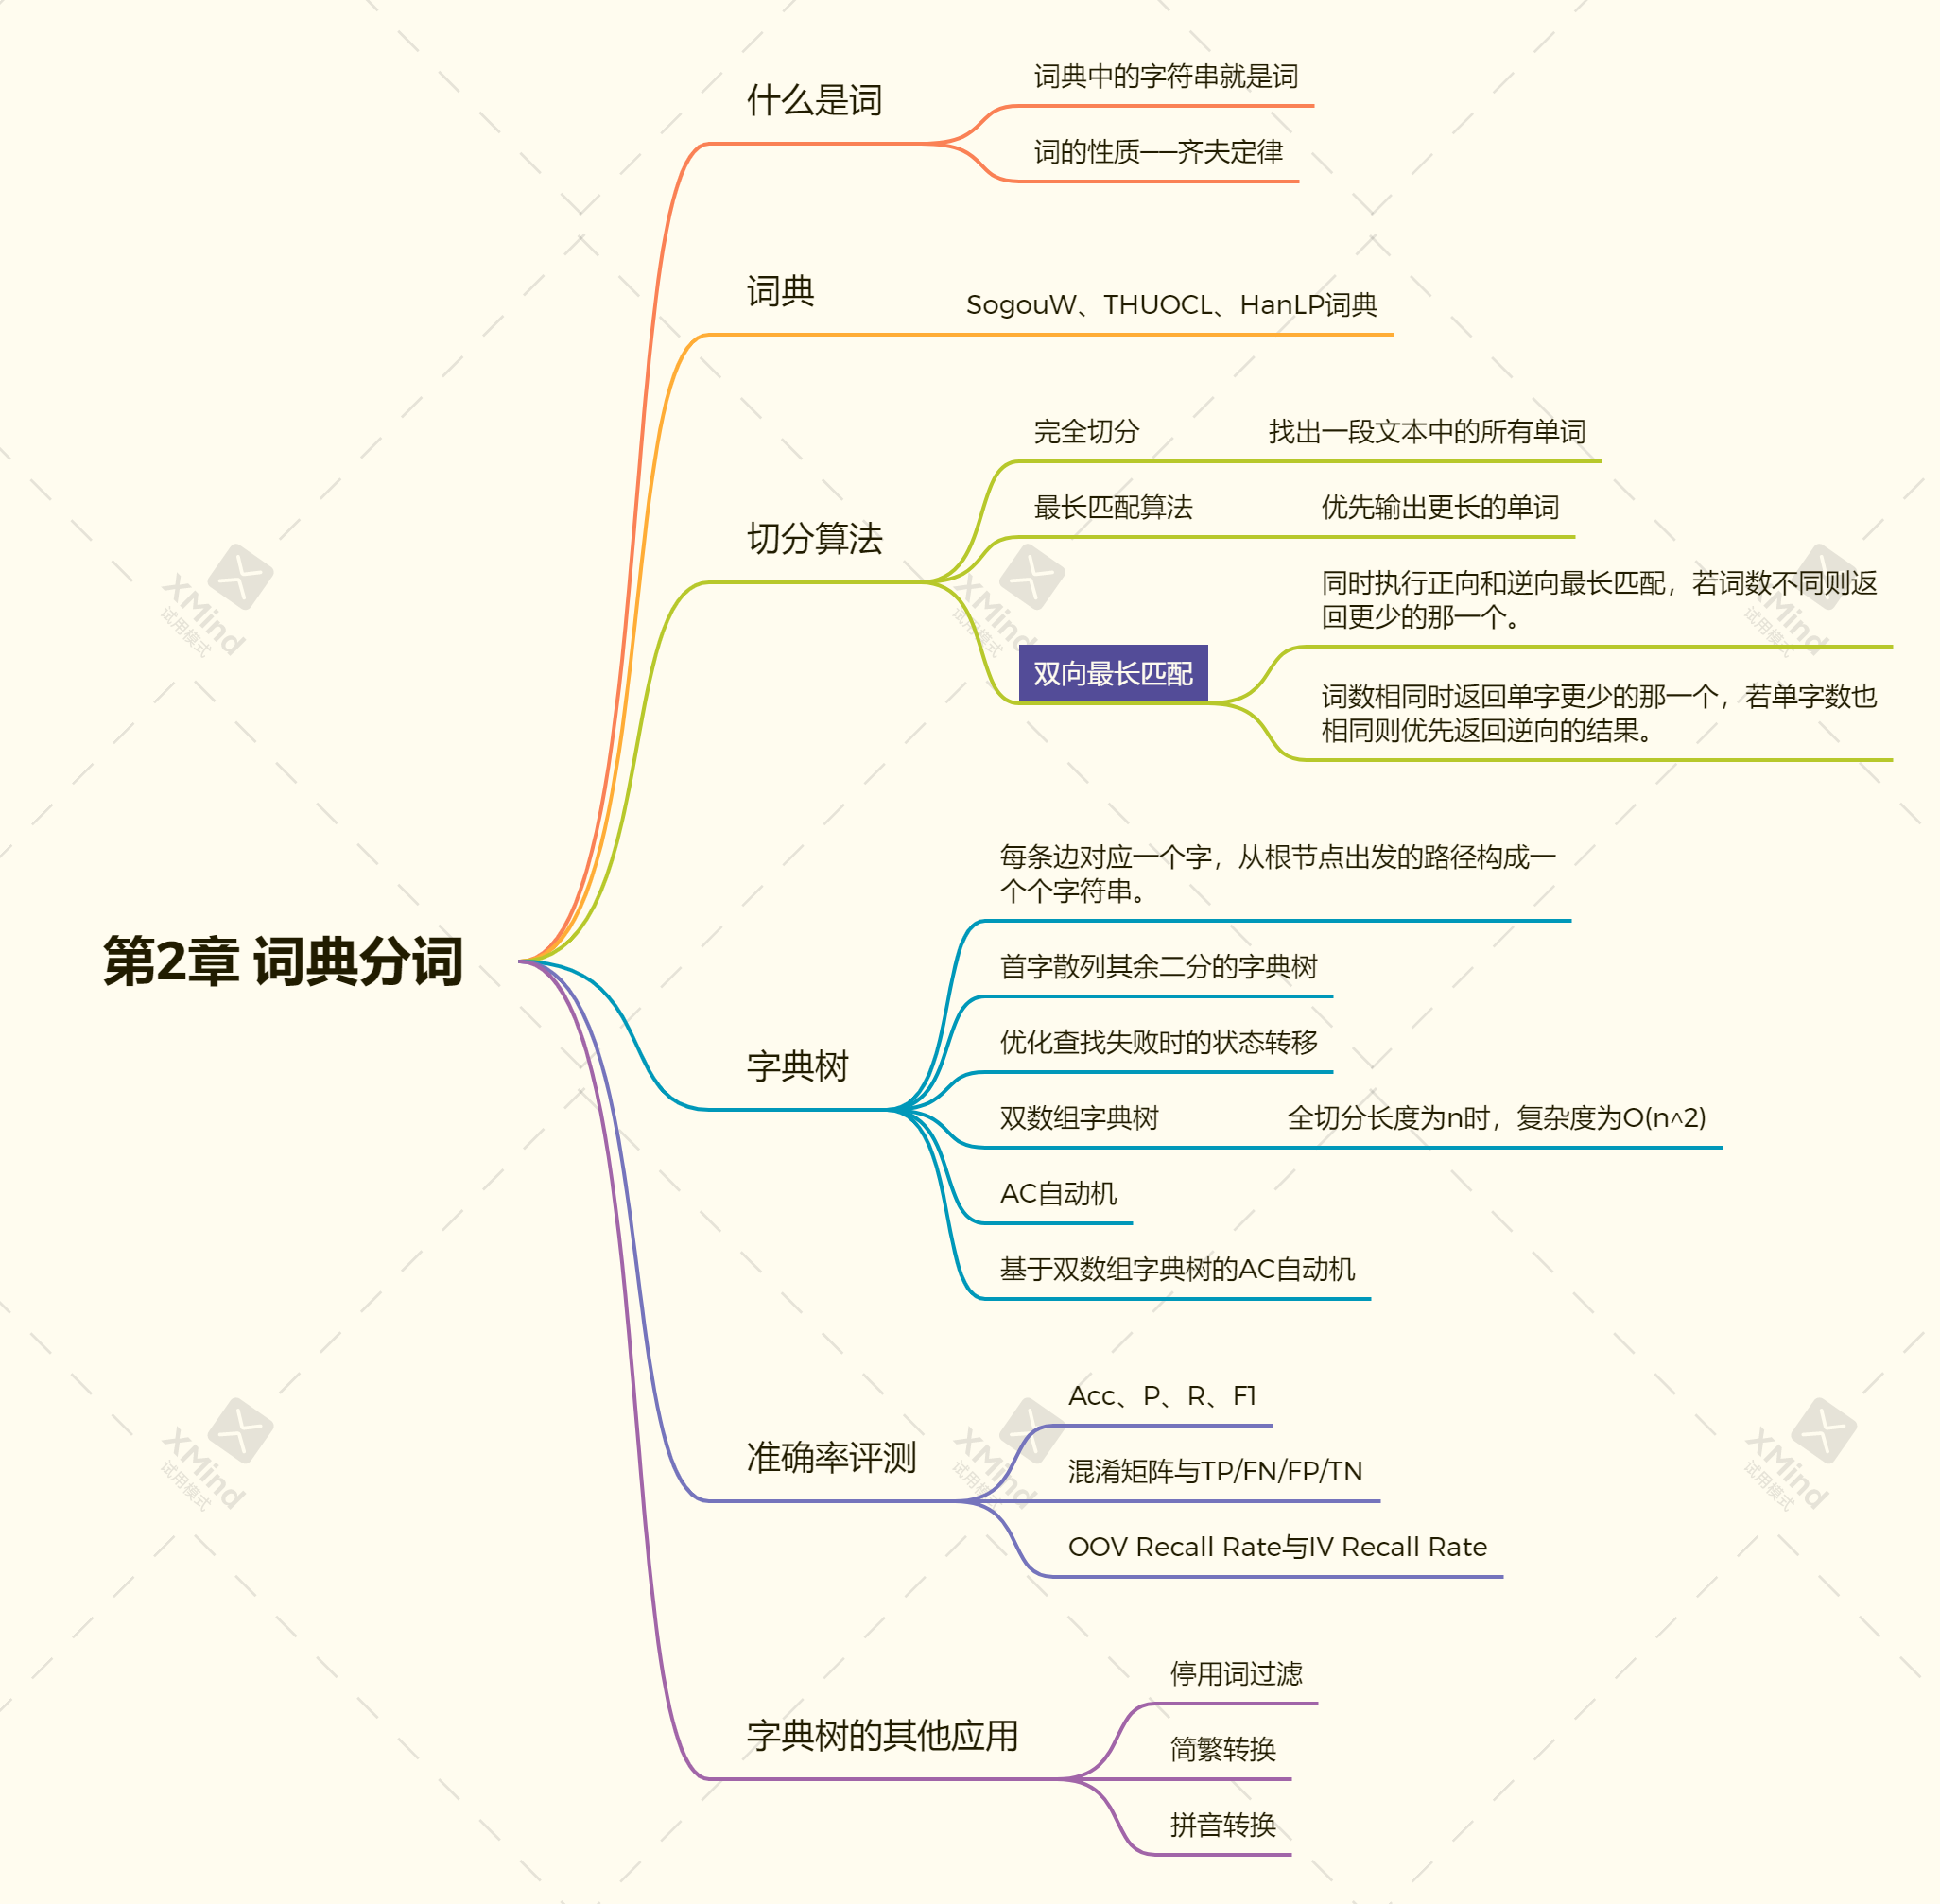 第2章 词典分词
什么是词
词典中的字符串就是词
词的性质——齐夫定律
词典
SogouW、THUOCL、HanLP词典
切分算法
完全切分
找出一段文本中的所有单词
最长匹配算法
优先输出更长的单词
双向最长匹配
同时执行正向和逆向最长匹配，若词数不同则返
回更少的那一个。
词数相同时返回单字更少的那一个，若单字数也
相同则优先返回逆向的结果。
字典树
每条边对应一个字，从根节点出发的路径构成一
个个字符串。
首字散列其余二分的字典树
优化查找失败时的状态转移
双数组字典树
全切分长度为n时，复杂度为O(n^2)
AC自动机
基于双数组字典树的AC自动机
准确率评测
Acc、P、R、F1
混淆矩阵与TP/FN/FP/TN
OOV Recall Rate与IV Recall Rate
字典树的其他应用
停用词过滤
简繁转换
拼音转换
XMind
试用模式
XMind
试用模式
XMind
试用模式
XMind
试用模式
XMind
试用模式
XMind
试用模式